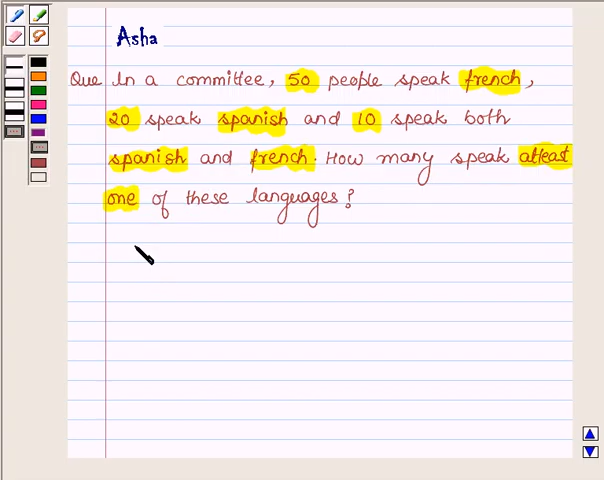 Asha
Que In a committee, 50 people speak french,
20 speak spanish and 10 speak both
spanish and french. How many speak atleast
one of these languages?